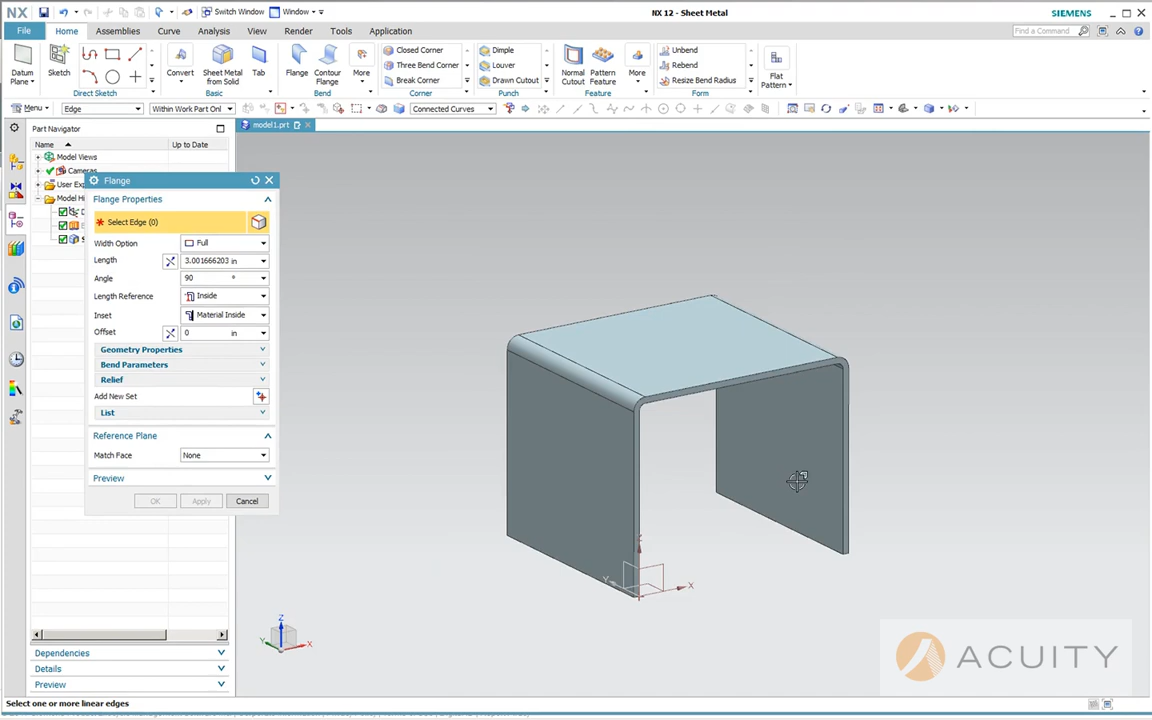 NX
Switch Window
Window
NX 12 - Sheet Metal
SIEMENS
File
Home
Assemblies
Curve
Analysis
View
Render
Tools
Application
Find a Command
Datum Plane
Sketch
Direct Sketch
Convert
Sheet Metal from Solid
Tab
Basic
Flange
Contour Flange
More
Bend
Closed Corner
Three Bend Corner
Break Corner
Corner
Dimple
Louver
Drawn Cutout
Punch
Normal Cutout
Pattern Feature
More
Feature
Unbend
Rebend
Resize Bend Radius
Form
Flat Pattern
Menu
Edge
Within Work Part Onl
Connected Curves
Part Navigator
model1.prt
Name
Up to Date
Model Views
Cameras
User Exp
Model Hi
Flange
Flange Properties
* Select Edge (0)
Width Option
Full
Length
3.001666203 in
Angle
90 °
Length Reference
Inside
Inset
Material Inside
Offset
0 in
Geometry Properties
Bend Parameters
Relief
Add New Set
List
Reference Plane
Match Face
None
Preview
OK
Apply
Cancel
Z
Y
X
Z
Y
X
Dependencies
Details
Preview
ACUITY
Select one or more linear edges